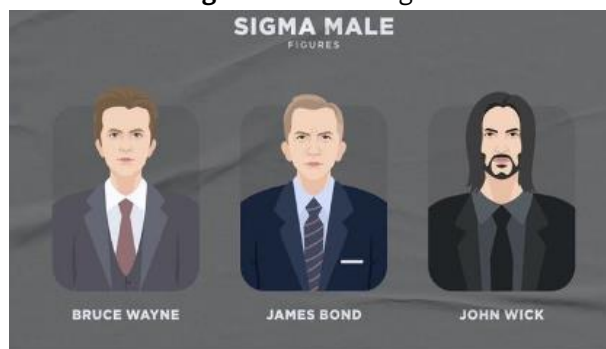 SIGMA MALE
FIGURES
BRUCE WAYNE
JAMES BOND
JOHN WICK